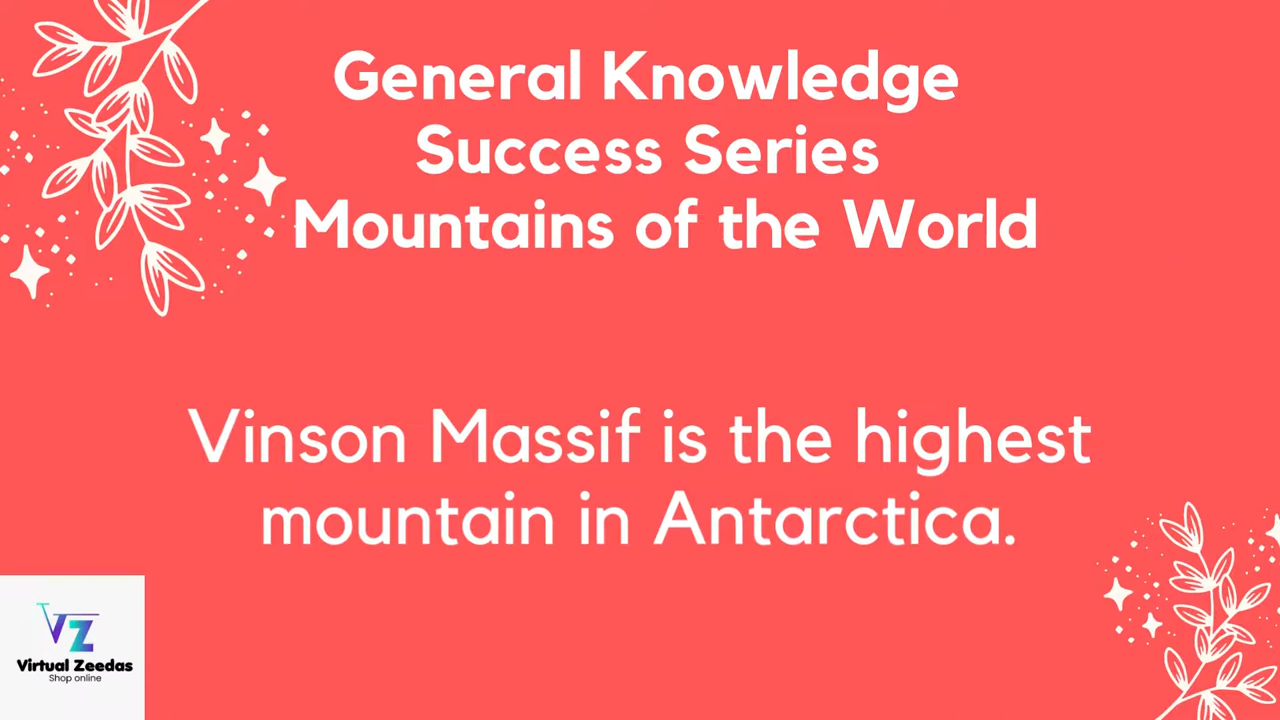 General Knowledge
Success Series
Mountains of the World
Vinson Massif is the highest
mountain in Antarctica.
VZ
Virtual Zeedas
Shop online